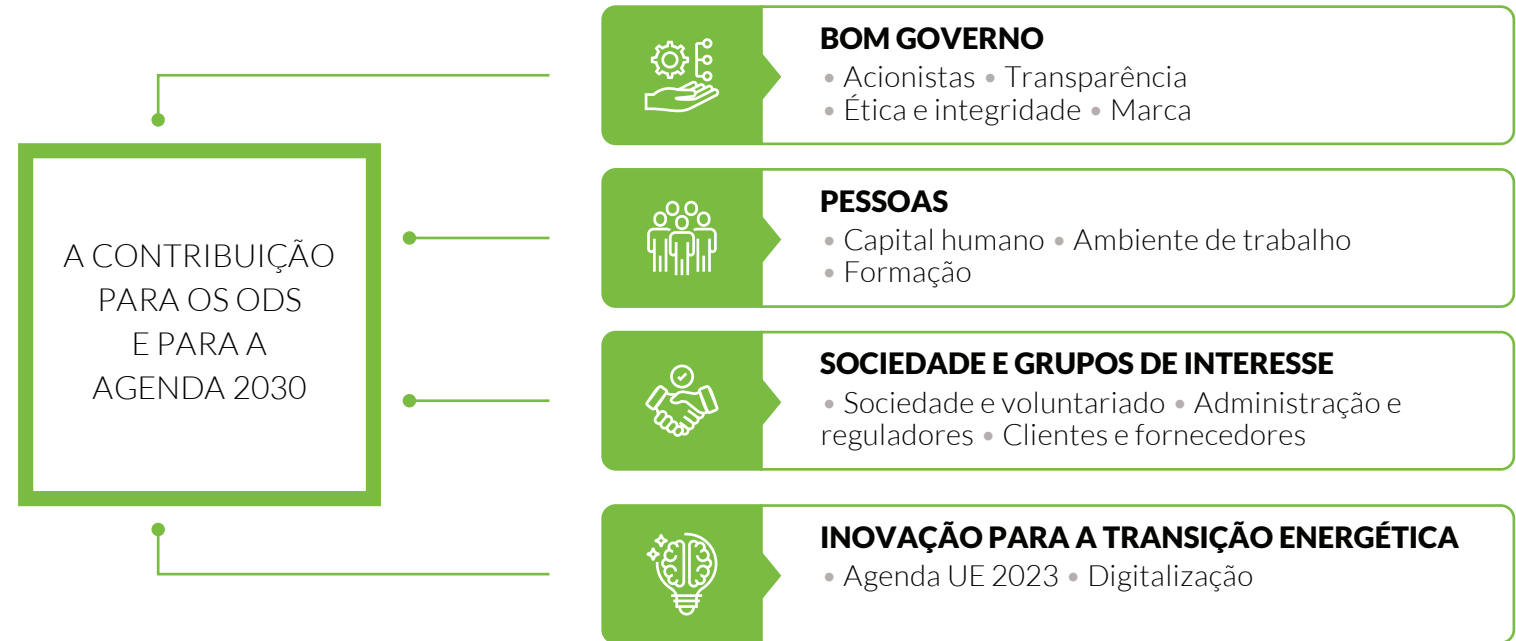 A CONTRIBUIÇÃO
PARA OS ODS
E PARA A
AGENDA 2030
BOM GOVERNO
• Acionistas • Transparência
• Ética e integridade • Marca
PESSOAS
• Capital humano • Ambiente de trabalho
• Formação
SOCIEDADE E GRUPOS DE INTERESSE
• Sociedade e voluntariado • Administração e
reguladores • Clientes e fornecedores
INOVAÇÃO PARA A TRANSIÇÃO ENERGÉTICA
• Agenda UE 2023 • Digitalização